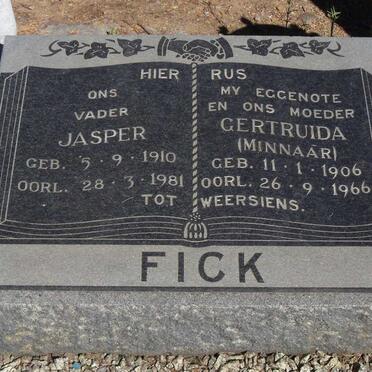 HIER RUS
ONS
VADER
JASPER
GEB. 5-9-1910
OORL. 28-3-1981
MY EGGENOTE
EN ONS MOEDER
GERTRUIDA
(MINNAAR)
GEB. 11-1-1906
OORL. 26-9-1966
TOT WEERSIENS.
FICK